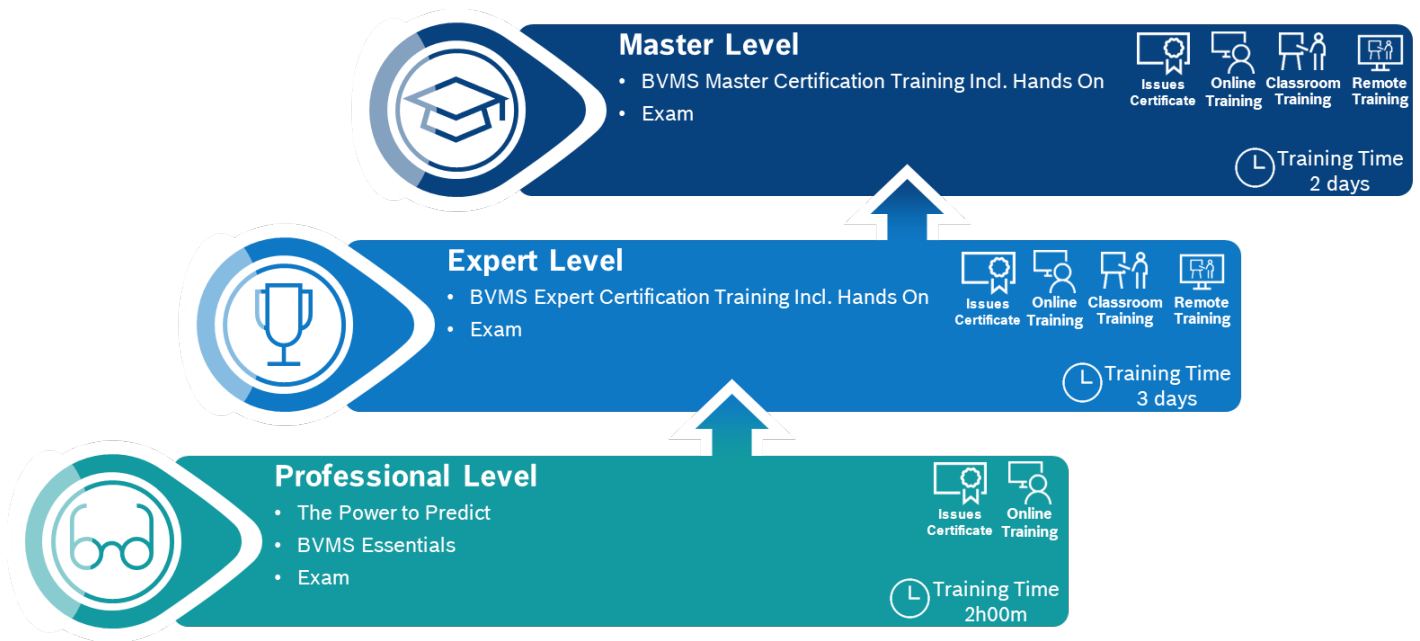 Master Level
• BVMS Master Certification Training Incl. Hands On
• Exam
Issues
Certificate
Online
Training
Classroom
Training
Remote
Training
Training Time
2 days
Expert Level
• BVMS Expert Certification Training Incl. Hands On
• Exam
Issues
Certificate
Online
Training
Classroom
Training
Remote
Training
Training Time
3 days
Professional Level
• The Power to Predict
• BVMS Essentials
• Exam
Issues
Certificate
Online
Training
Training Time
2h00m